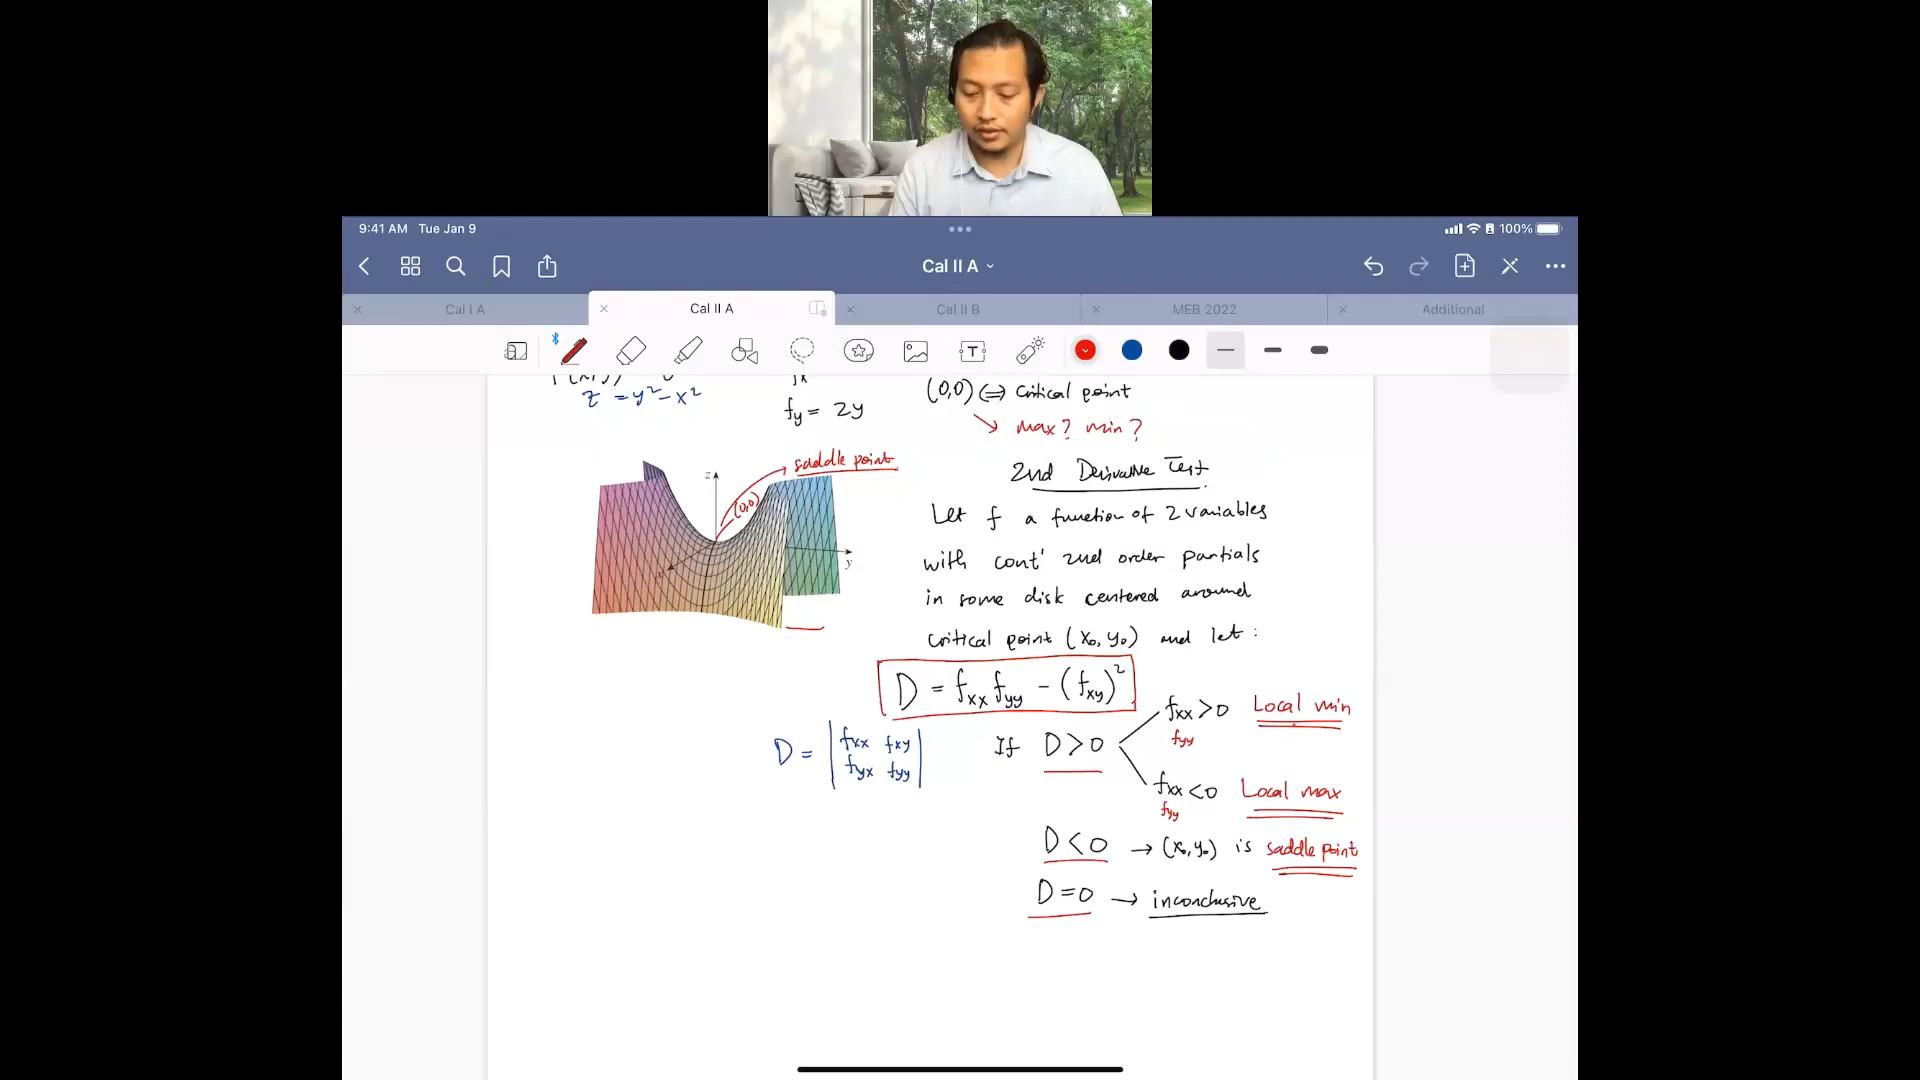 9:41 AM Tue Jan 9
100%
Cal II A
Cal I A
Cal II A
Cal II B
MEB 2022
Additional
z = y² - x²
fy = 2y
(0,0) ⇔ Critical point
→ max? min?
saddle point
(0,0)
z
y
x
2nd Derivative Test
Let f a function of 2 variables
with cont' 2nd order partials
in some disk centered around
critical point (x₀, y₀) and let :
D = fxx fyy - (fxy)²
D = | fxx fxy |
| fyx fyy |
If D > 0
fxx > 0 Local min
fyy
fxx < 0 Local max
fyy
D < 0 → (x₀, y₀) is saddle point
D = 0 → inconclusive